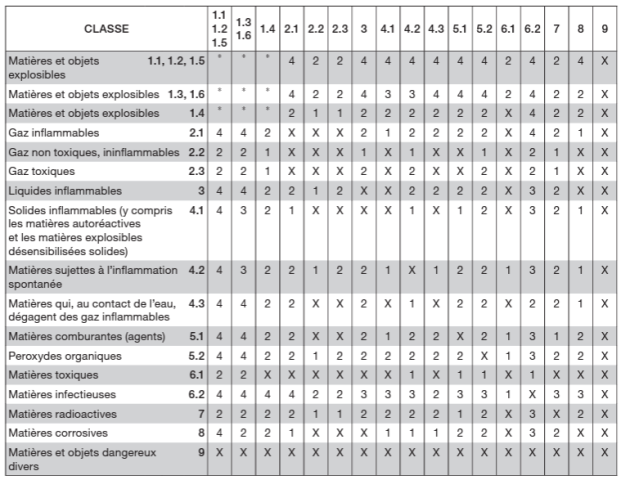 CLASSE 1.1 1.2 1.5 1.3 1.6 1.4 2.1 2.2 2.3 3 4.1 4.2 4.3 5.1 5.2 6.1 6.2 7 8 9
Matières et objets 1.1, 1.2, 1.5 * * * 4 2 2 4 4 4 4 4 4 2 4 2 4 X
explosibles
Matières et objets explosibles 1.3, 1.6 * * * 4 2 2 4 3 3 4 4 4 2 4 2 2 X
Matières et objets explosibles 1.4 * * * 2 1 1 2 2 2 2 2 2 X 4 2 2 X
Gaz inflammables 2.1 4 4 2 X X X 2 1 2 2 2 2 X 4 2 1 X
Gaz non toxiques, ininflammables 2.2 2 2 1 X X X 1 X 1 X X 1 X 2 1 X X
Gaz toxiques 2.3 2 2 1 X X X 2 X 2 X X 2 X 2 1 X X
Liquides inflammables 3 4 4 2 2 1 2 X X 2 2 2 2 X 3 2 X X
Solides inflammables (y compris 4.1 4 3 2 1 X X X X 1 X 1 2 X 3 2 1 X
les matières autoréactives
et les matières explosibles
désensibilisées solides)
Matières sujettes à l'inflammation 4.2 4 3 2 2 1 2 2 1 X 1 2 2 1 3 2 1 X
spontanée
Matières qui, au contact de l'eau, 4.3 4 4 2 2 X X 2 X 1 X 2 2 X 2 2 1 X
dégagent des gaz inflammables
Matières comburantes (agents) 5.1 4 4 2 2 X X 2 1 2 2 X 2 1 3 1 2 X
Peroxydes organiques 5.2 4 4 2 2 1 2 2 2 2 2 2 X 1 3 2 2 X
Matières toxiques 6.1 2 2 X X X X X X 1 X 1 1 X 1 X X X
Matières infectieuses 6.2 4 4 4 4 2 2 3 3 3 2 3 3 1 X 3 3 X
Matières radioactives 7 2 2 2 2 1 1 2 2 2 2 1 2 X 3 X 2 X
Matières corrosives 8 4 2 2 1 X X X 1 1 1 2 2 X 3 2 X X
Matières et objets dangereux 9 X X X X X X X X X X X X X X X X X
divers